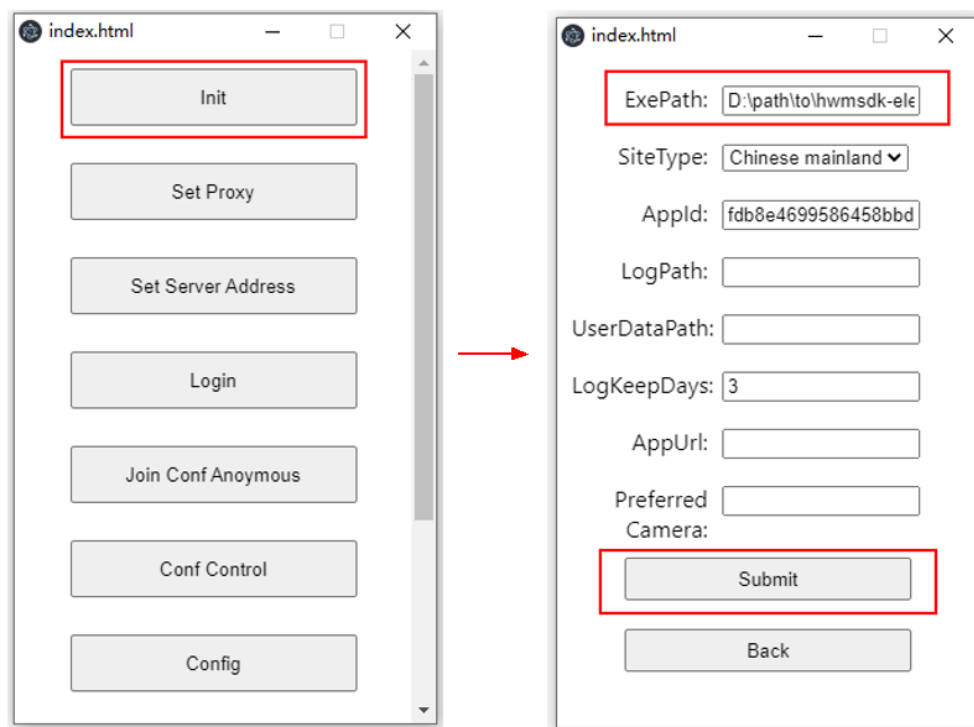 index.html
Init
Set Proxy
Set Server Address
Login
Join Conf Anoymous
Conf Control
Config
index.html
ExePath: D:\path\to\hwmsdk-ele
SiteType: Chinese mainland
AppId: fdb8e4699586458bbd
LogPath:
UserDataPath:
LogKeepDays: 3
AppUrl:
Preferred
Camera:
Submit
Back